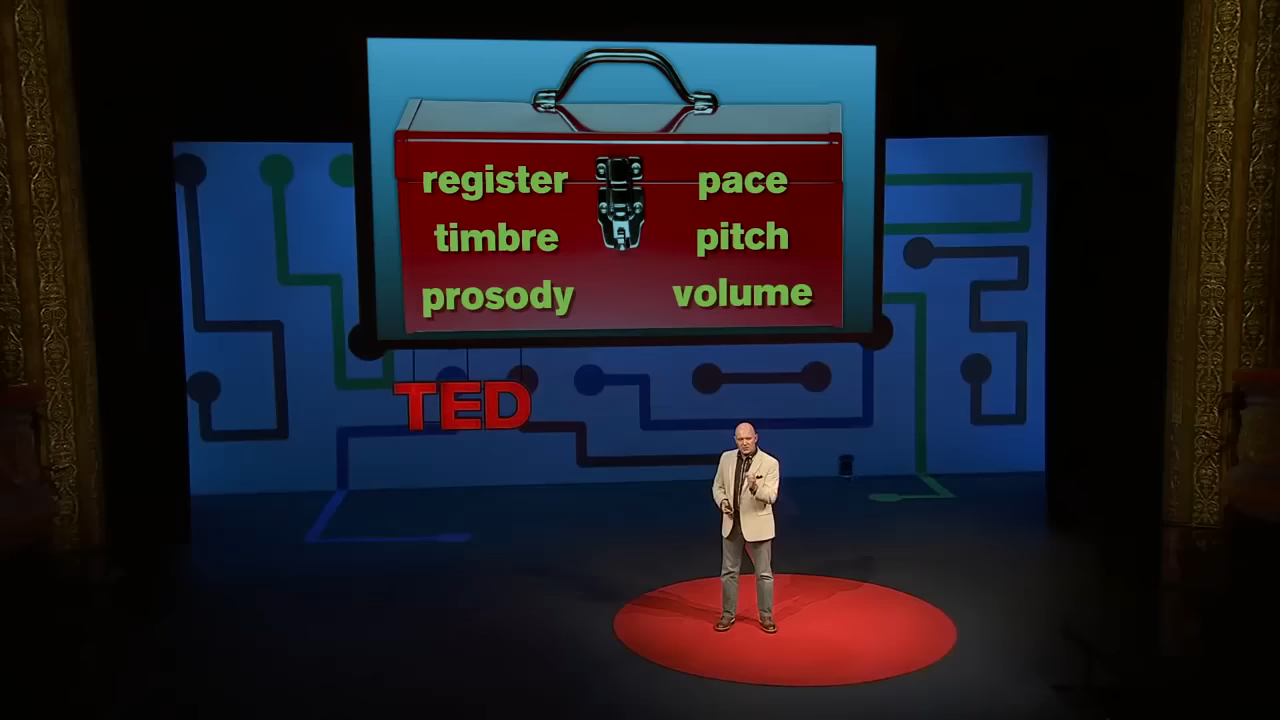 register
timbre
prosody
pace
pitch
volume
TED